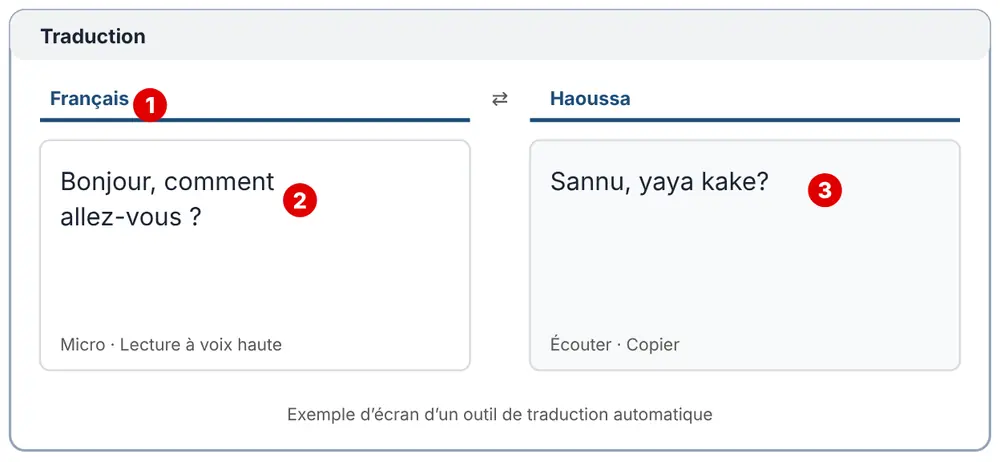 Traduction
Français 1
⇄
Haoussa
Bonjour, comment
allez-vous ?
2
Micro · Lecture à voix haute
Sannu, yaya kake?
3
Écouter · Copier
Exemple d’écran d’un outil de traduction automatique